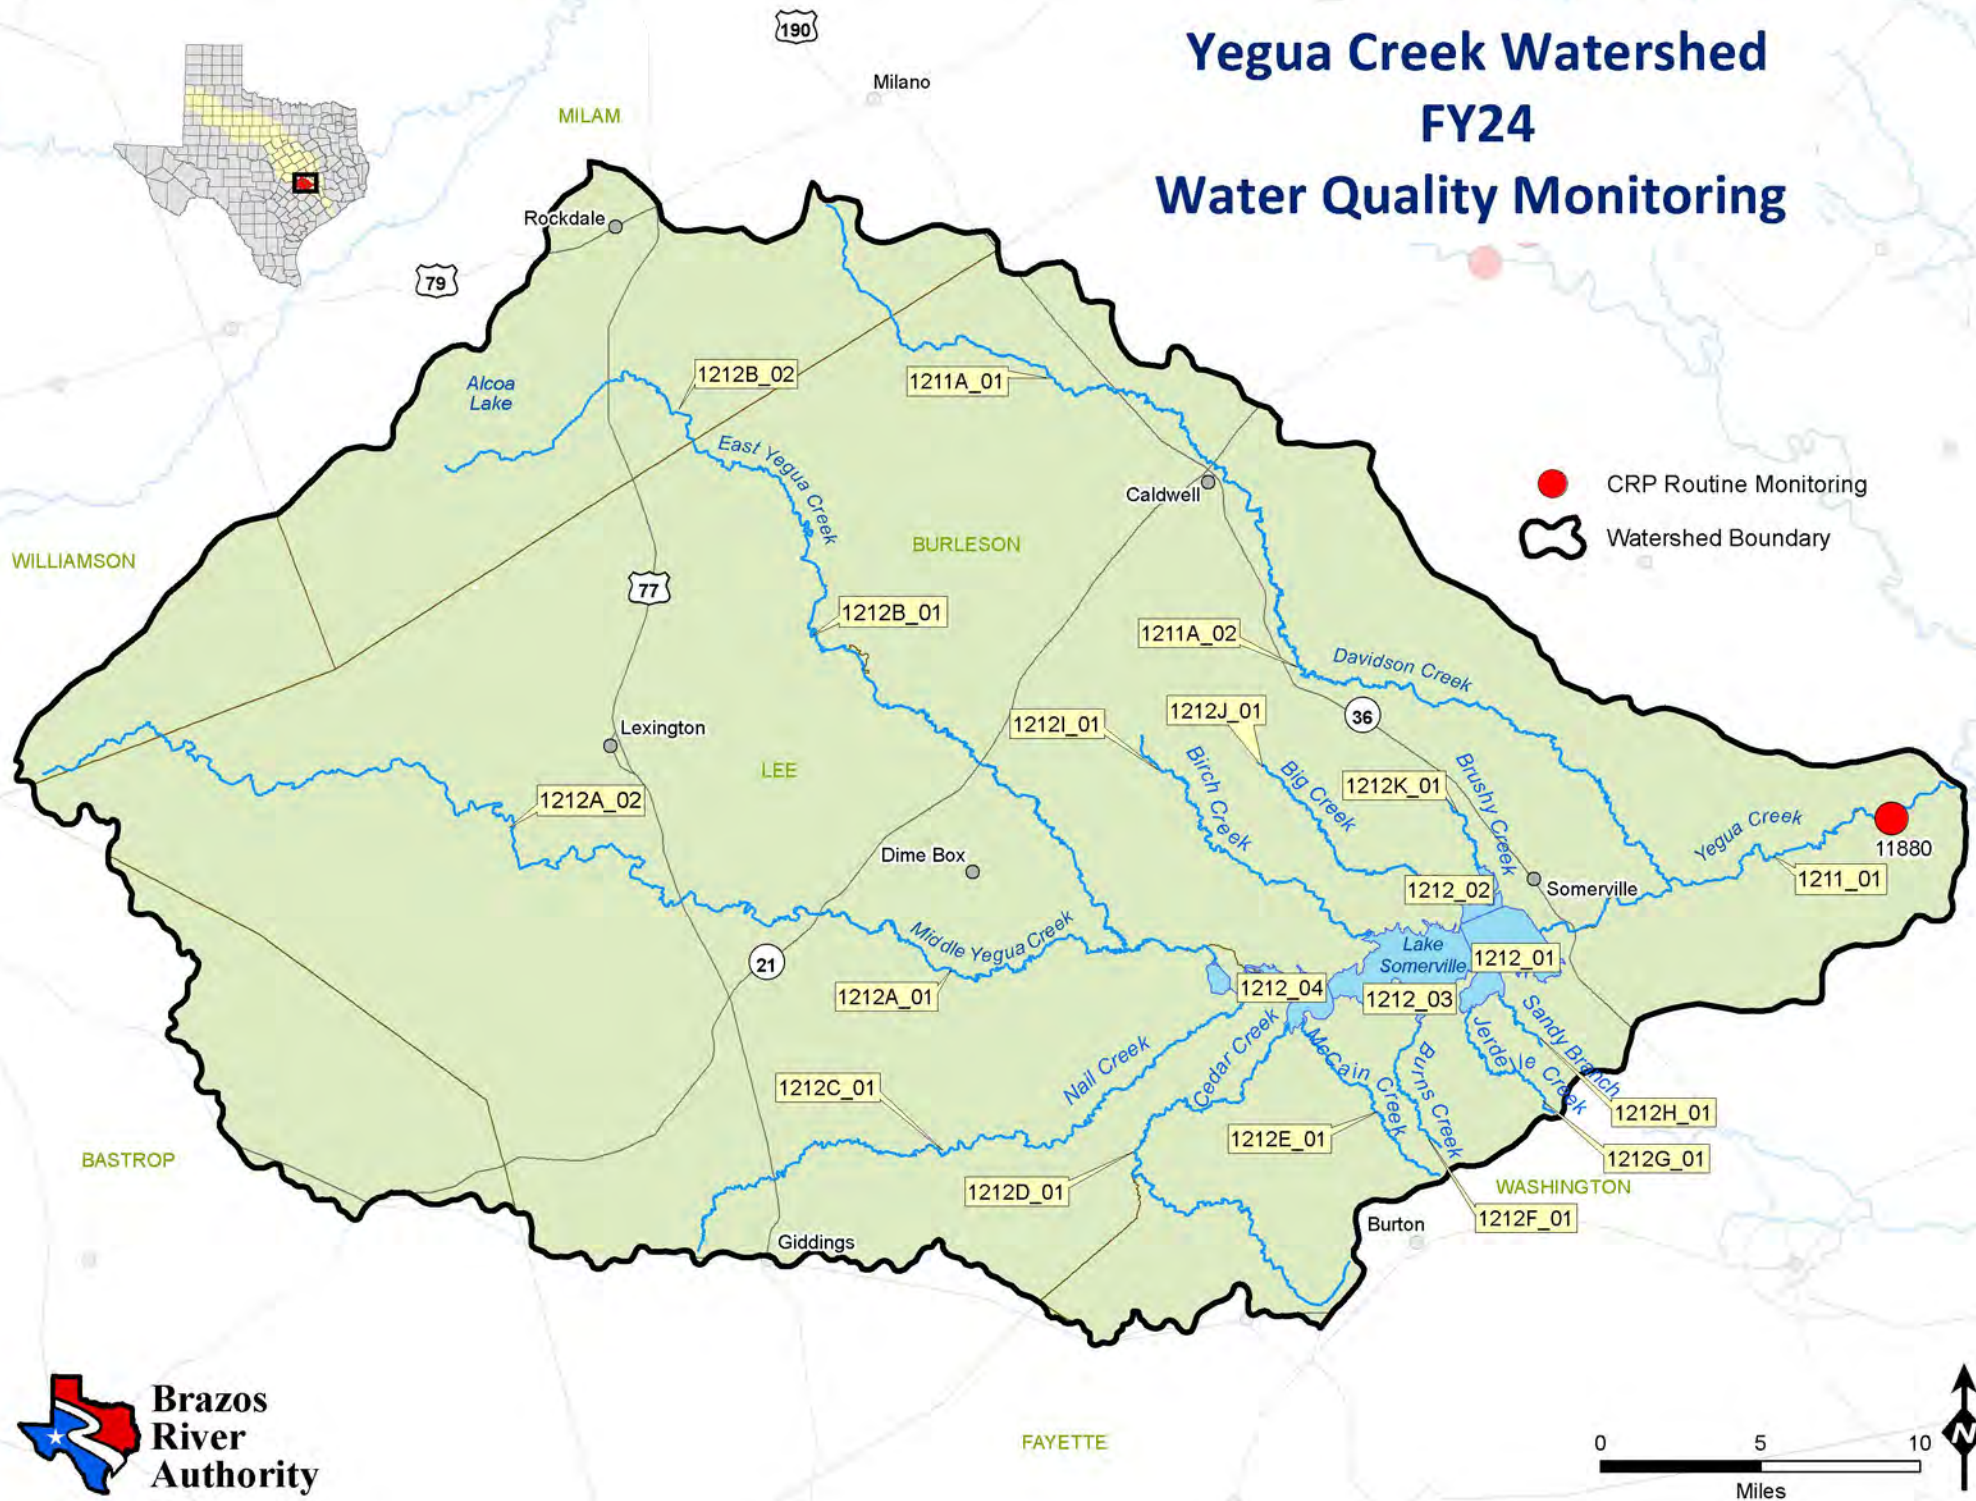 Yegua Creek Watershed
FY24
Water Quality Monitoring
190
Milano
MILAM
Rockdale
79
Alcoa
Lake
1212B_02
1211A_01
East Yegua Creek
Caldwell
CRP Routine Monitoring
Watershed Boundary
WILLIAMSON
BURLESON
77
1212B_01
1211A_02
Davidson Creek
1212I_01
1212J_01
36
Lexington
LEE
Birch Creek
Big Creek
1212K_01
Brushy Creek
1212A_02
Yegua Creek
11880
Dime Box
1212_02
Somerville
1211_01
Middle Yegua Creek
21
Lake
Somerville
1212_01
1212A_01
1212_04
1212_03
Nail Creek
Cedar Creek
McCain Creek
Burns Creek
Jerdelle Creek
Sandy Branch
1212C_01
1212H_01
1212E_01
1212G_01
BASTROP
1212D_01
WASHINGTON
1212F_01
Burton
Giddings
Brazos
River
Authority
FAYETTE
0 5 10
Miles
N